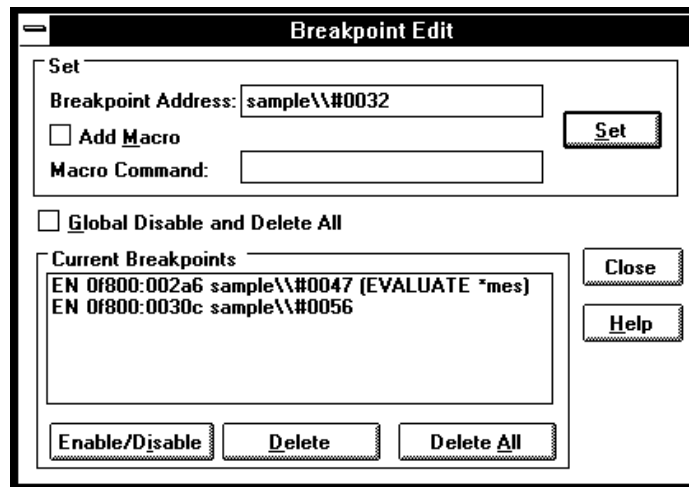 Breakpoint Edit
Set
Breakpoint Address: sample\\#0032
Add Macro
Set
Macro Command:
Global Disable and Delete All
Current Breakpoints
Close
EN 0f800:002a6 sample\\#0047 (EVALUATE *mes)
EN 0f800:0030c sample\\#0056
Help
Enable/Disable Delete Delete All